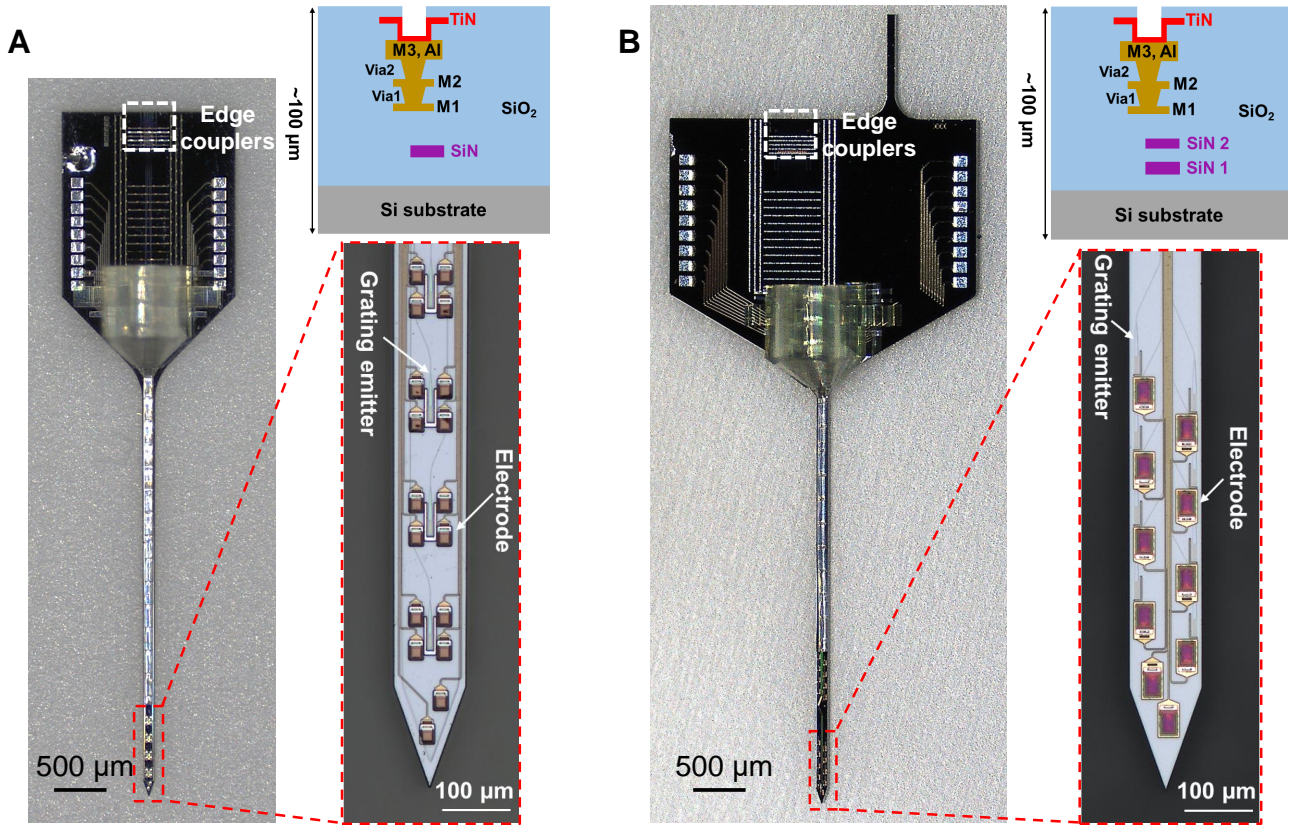 A
TiN
M3, Al
Via2
M2
Via1
M1
SiO2
SiN
Si substrate
~100 µm
Edge
couplers
Grating emitter
Electrode
500 µm
100 µm
B
TiN
M3, Al
Via2
M2
Via1
M1
SiO2
SiN 2
SiN 1
Si substrate
~100 µm
Edge
couplers
XXX
Grating emitter
Electrode
500 µm
100 µm